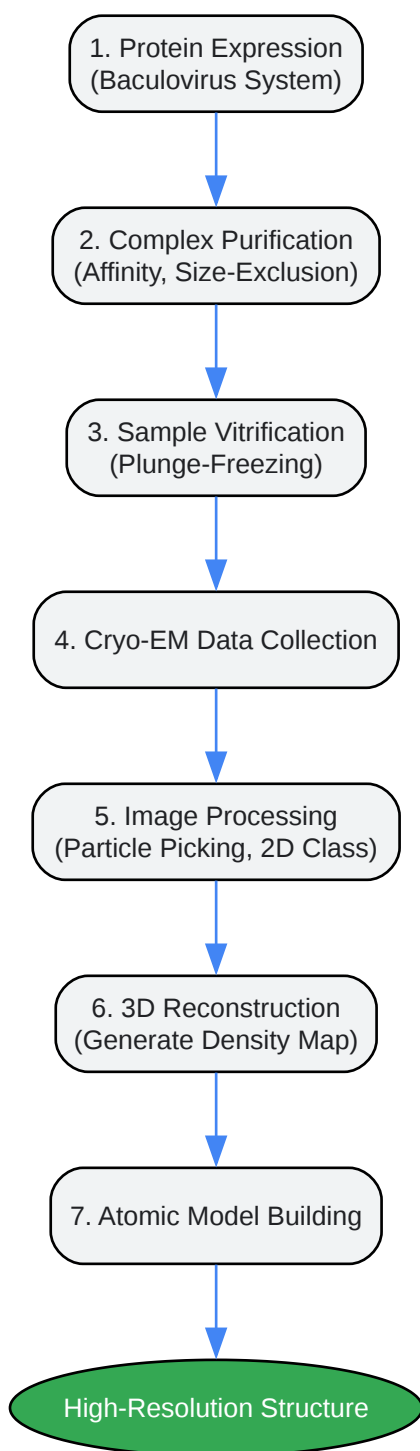 1. Protein Expression
(Baculovirus System)
2. Complex Purification
(Affinity, Size-Exclusion)
3. Sample Vitrification
(Plunge-Freezing)
4. Cryo-EM Data Collection
5. Image Processing
(Particle Picking, 2D Class)
6. 3D Reconstruction
(Generate Density Map)
7. Atomic Model Building
High-Resolution Structure